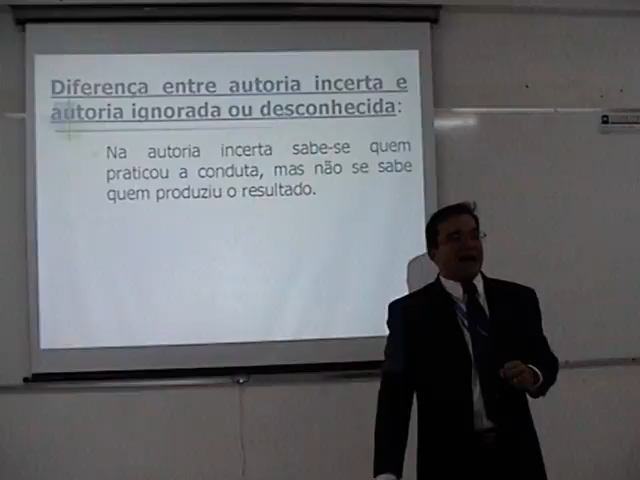 Diferença entre autoria incerta e
autoria ignorada ou desconhecida:
Na autoria incerta sabe-se quem
praticou a conduta, mas não se sabe
quem produziu o resultado.